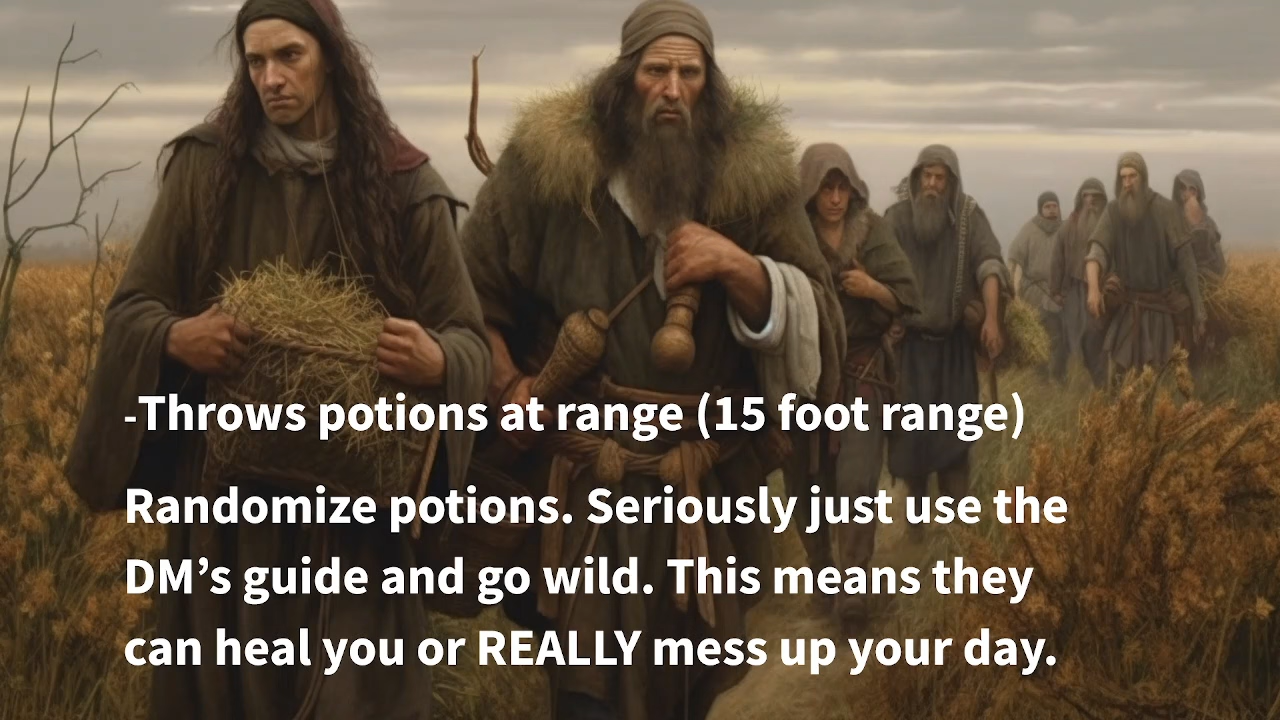 -Throws potions at range (15 foot range)
Randomize potions. Seriously just use the
DM’s guide and go wild. This means they
can heal you or REALLY mess up your day.